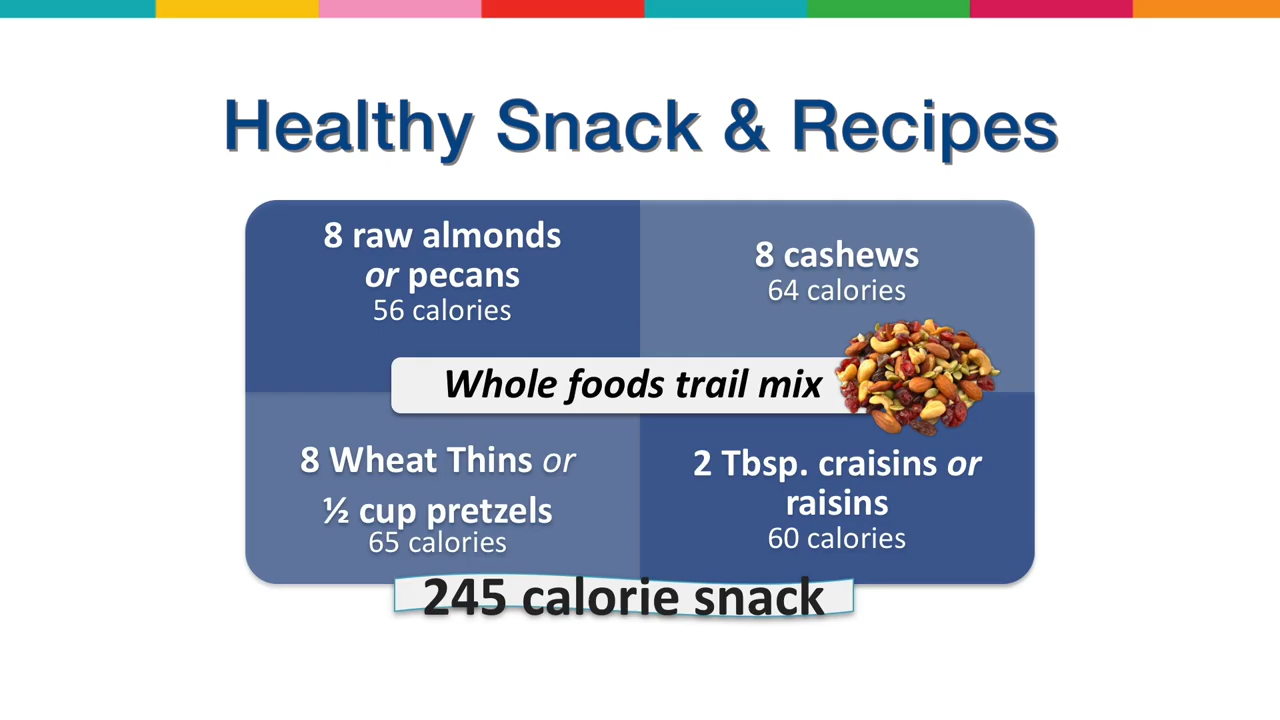 Healthy Snack & Recipes
8 raw almonds
or pecans
56 calories
8 cashews
64 calories
Whole foods trail mix
8 Wheat Thins or
½ cup pretzels
65 calories
2 Tbsp. craisins or
raisins
60 calories
245 calorie snack